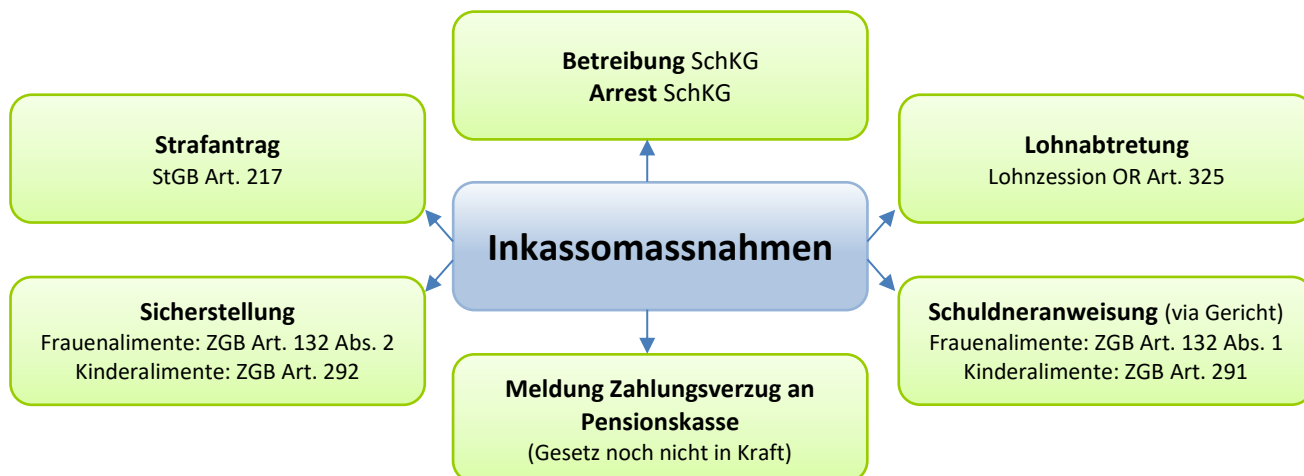 Betreibung SchKG
Arrest SchKG
Strafantrag
StGB Art. 217
Lohnabtretung
Lohnzession OR Art. 325
Inkassomassnahmen
Sicherstellung
Frauenalimente: ZGB Art. 132 Abs. 2
Kinderalimente: ZGB Art. 292
Schuldneranweisung (via Gericht)
Frauenalimente: ZGB Art. 132 Abs. 1
Kinderalimente: ZGB Art. 291
Meldung Zahlungsverzug an
Pensionskasse
(Gesetz noch nicht in Kraft)